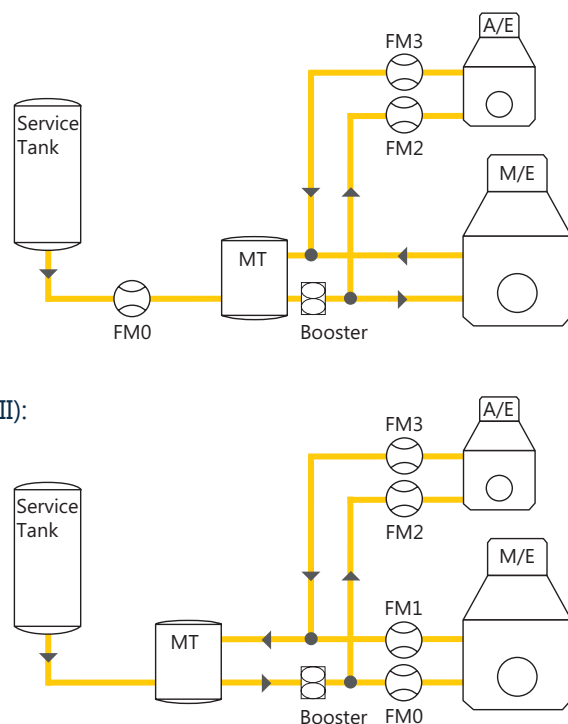 A/E
FM3
Service
Tank
FM2
M/E
MT
FM0
Booster
II):
A/E
FM3
Service
Tank
FM2
M/E
FM1
MT
Booster
FM0